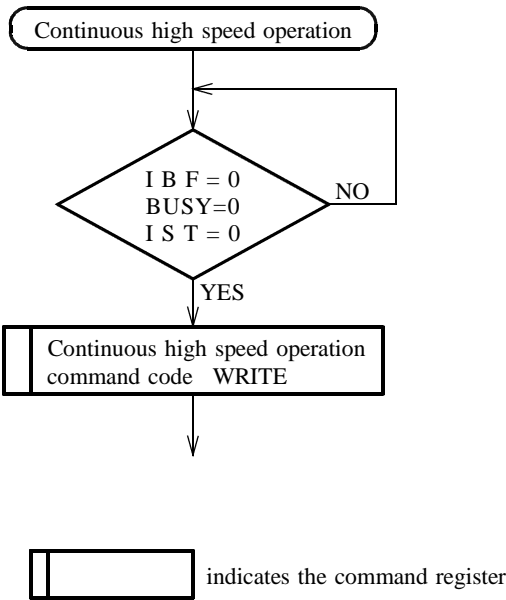 Continuous high speed operation
I B F = 0
BUSY=0
I S T = 0
NO
YES
Continuous high speed operation
command code WRITE
indicates the command register